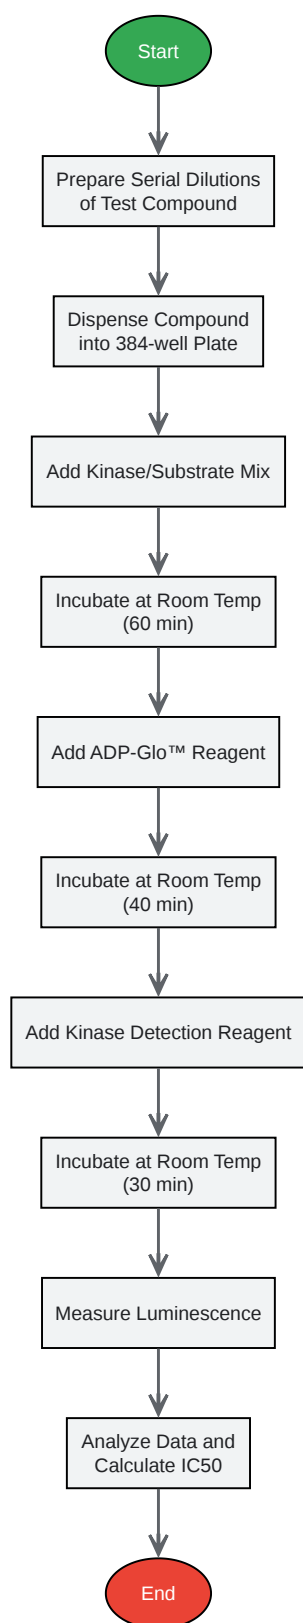 Start
Prepare Serial Dilutions
of Test Compound
Dispense Compound
into 384-well Plate
Add Kinase/Substrate Mix
Incubate at Room Temp
(60 min)
Add ADP-Glo™ Reagent
Incubate at Room Temp
(40 min)
Add Kinase Detection Reagent
Incubate at Room Temp
(30 min)
Measure Luminescence
Analyze Data and
Calculate IC50
End